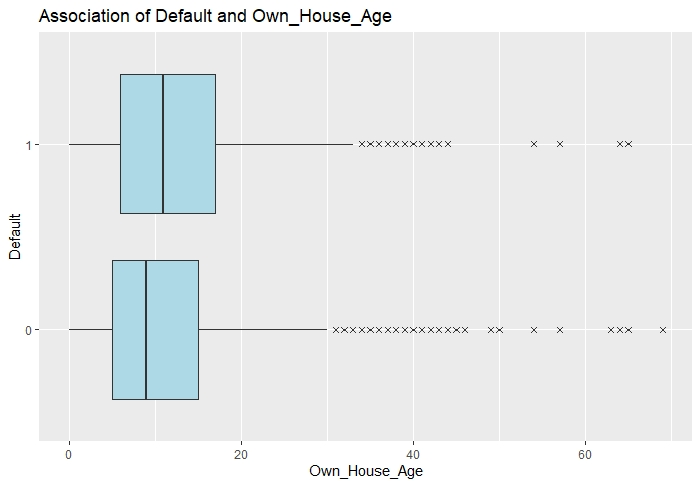 Association of Default and Own_House_Age
Default
1
0
0 20 40 60
Own_House_Age